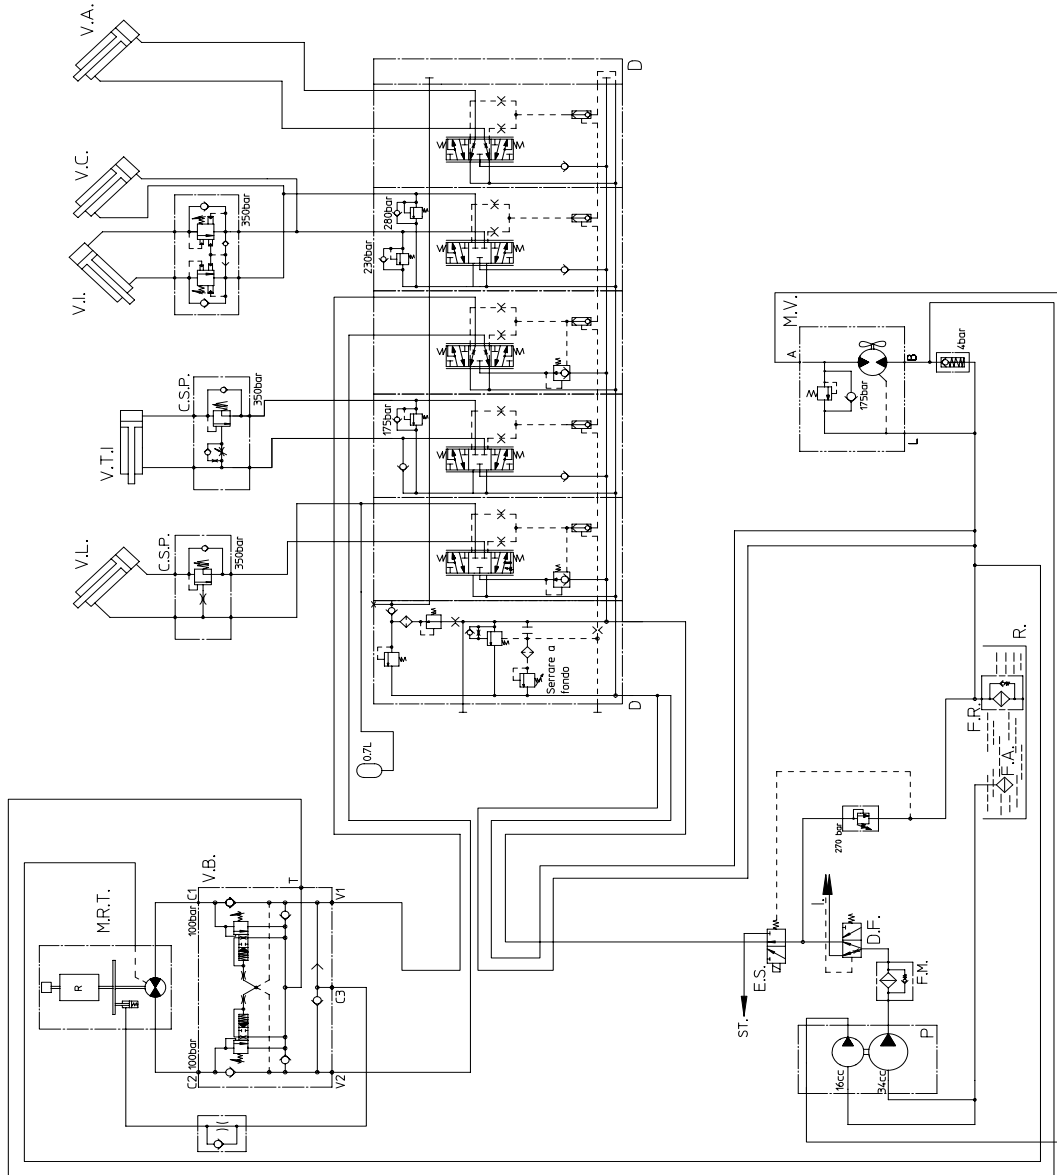 V.A.
V.C.
V.I.
350bar
V.T.I
C.S.P.
350bar
V.L.
C.S.P.
350bar
D
280bar
230bar
175bar
Serrare a
fondo
D
0.7L
M.V.
A
B
175bar
4bar
L
R.
F.R.
F.A.
270 bar
I.
D.F.
E.S.
ST.
F.M.
P
16cc
34cc
M.R.T.
R
V.B.
C1
T
V1
100bar
C3
100bar
C2
V2